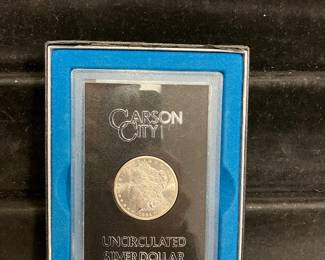 CARSON
CITY
UNCIRCULATED
SILVER DOLLAR